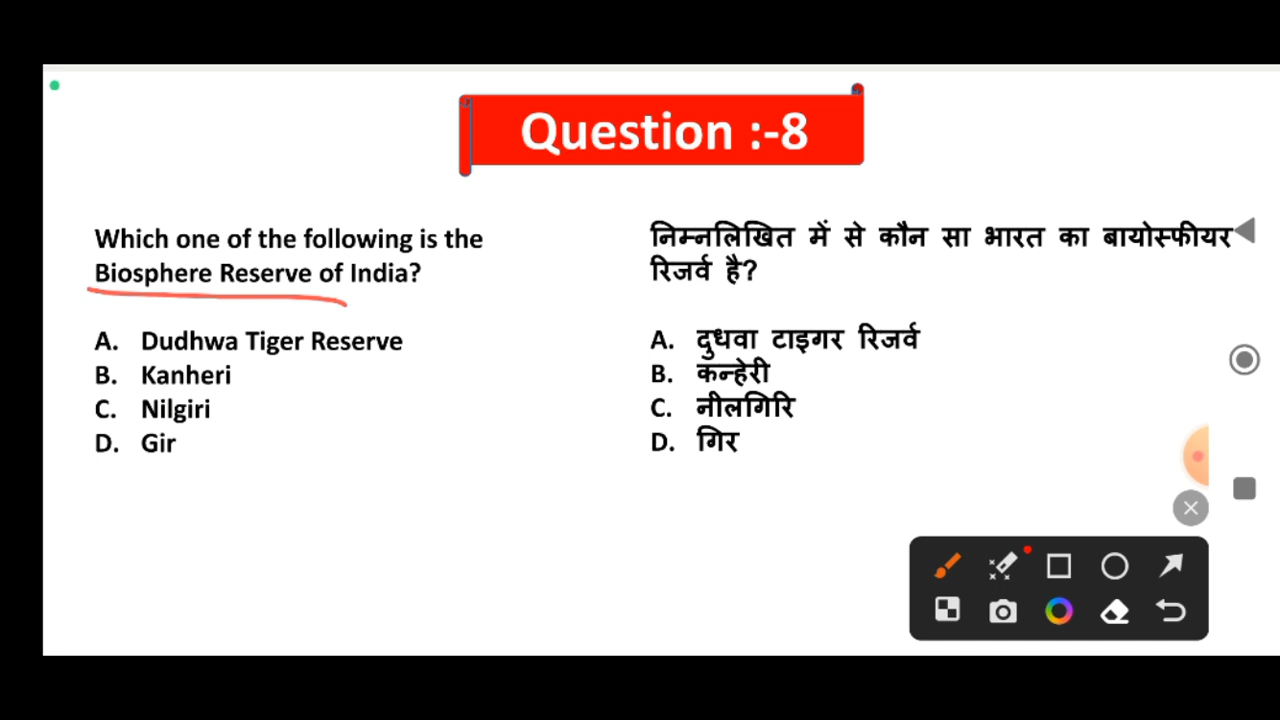 Question :-8
Which one of the following is the
Biosphere Reserve of India?
A. Dudhwa Tiger Reserve
B. Kanheri
C. Nilgiri
D. Gir
निम्नलिखित में से कौन सा भारत का बायोस्फीयर
रिजर्व है?
A. दुधवा टाइगर रिजर्व
B. कन्हेरी
C. नीलगिरि
D. गिर